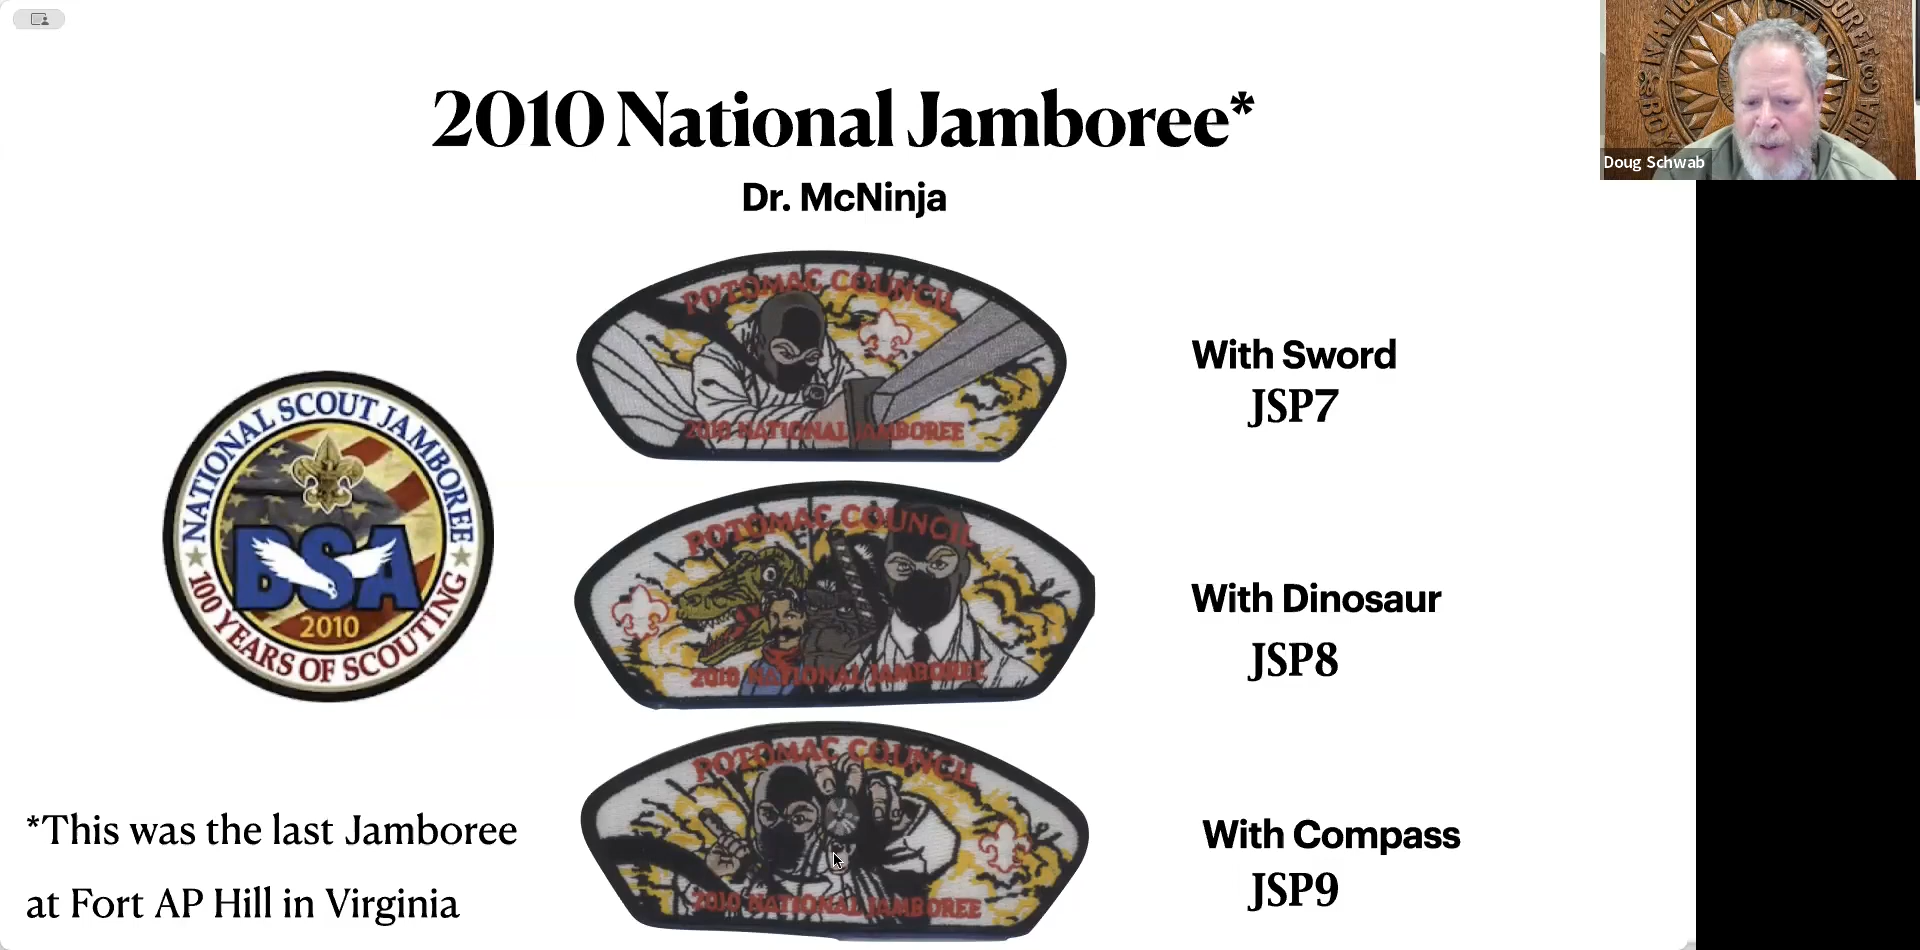 2010 National Jamboree*
Dr. McNinja
Doug Schwab
POTOMAC COUNCIL
2010 NATIONAL JAMBOREE
With Sword
JSP7
NATIONAL SCOUT JAMBOREE
BSA
2010
100 YEARS OF SCOUTING
POTOMAC COUNCIL
2010 NATIONAL JAMBOREE
With Dinosaur
JSP8
POTOMAC COUNCIL
2010 NATIONAL JAMBOREE
With Compass
JSP9
*This was the last Jamboree
at Fort AP Hill in Virginia